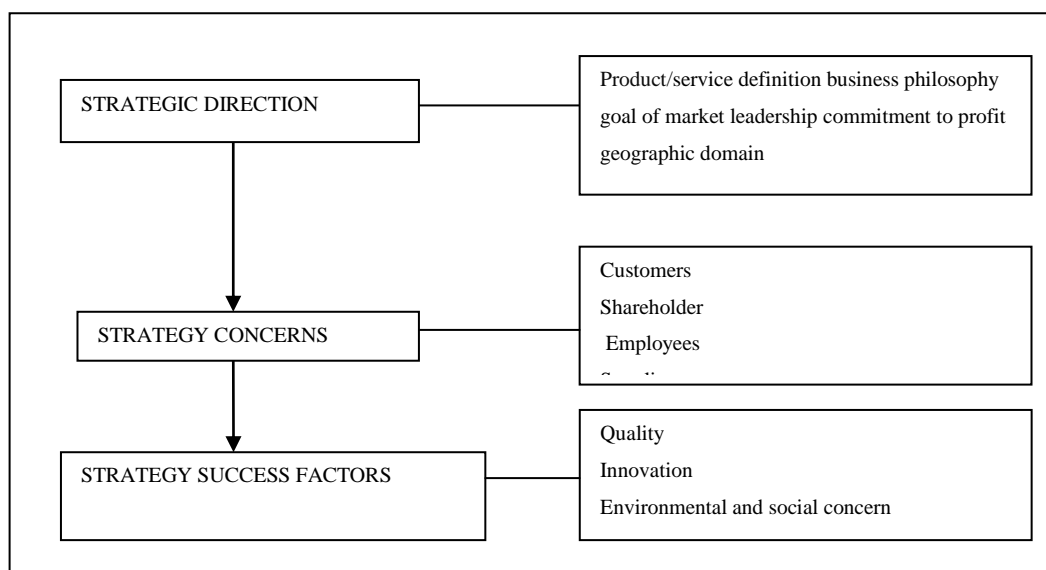 STRATEGIC DIRECTION
Product/service definition business philosophy
goal of market leadership commitment to profit
geographic domain
STRATEGY CONCERNS
Customers
Shareholder
Employees
STRATEGY SUCCESS FACTORS
Quality
Innovation
Environmental and social concern